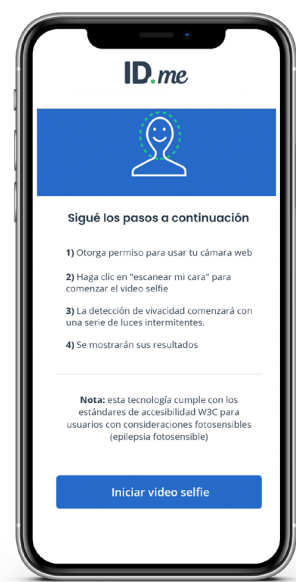 ID.me
Sigué los pasos a continuación
1) Otorga permiso para usar tu cámara web
2) Haga clic en "escanear mi cara" para
comenzar el video selfie
3) La detección de vivacidad comenzará con
una serie de luces intermitentes.
4) Se mostrarán sus resultados
Nota: esta tecnología cumple con los
estándares de accesibilidad W3C para
usuarios con consideraciones fotosensibles
(epilepsia fotosensible)
Iniciar video selfie